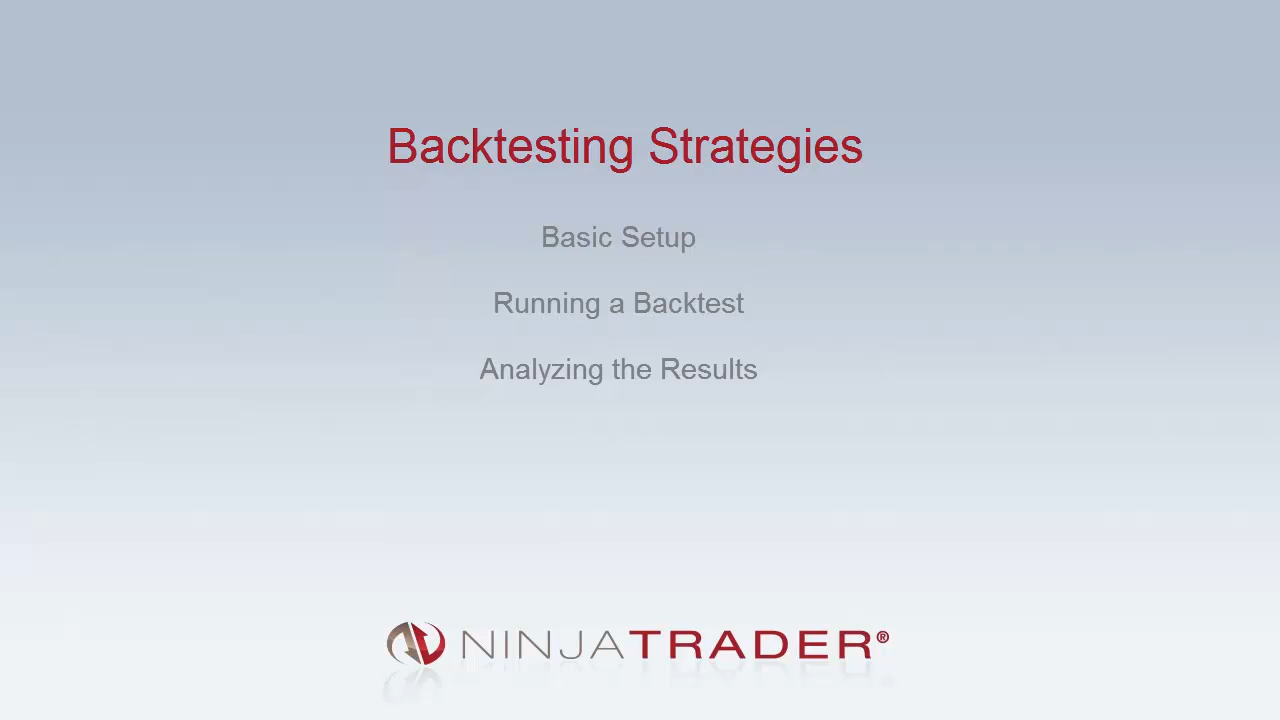 Backtesting Strategies
Basic Setup
Running a Backtest
Analyzing the Results
NINJATRADER®